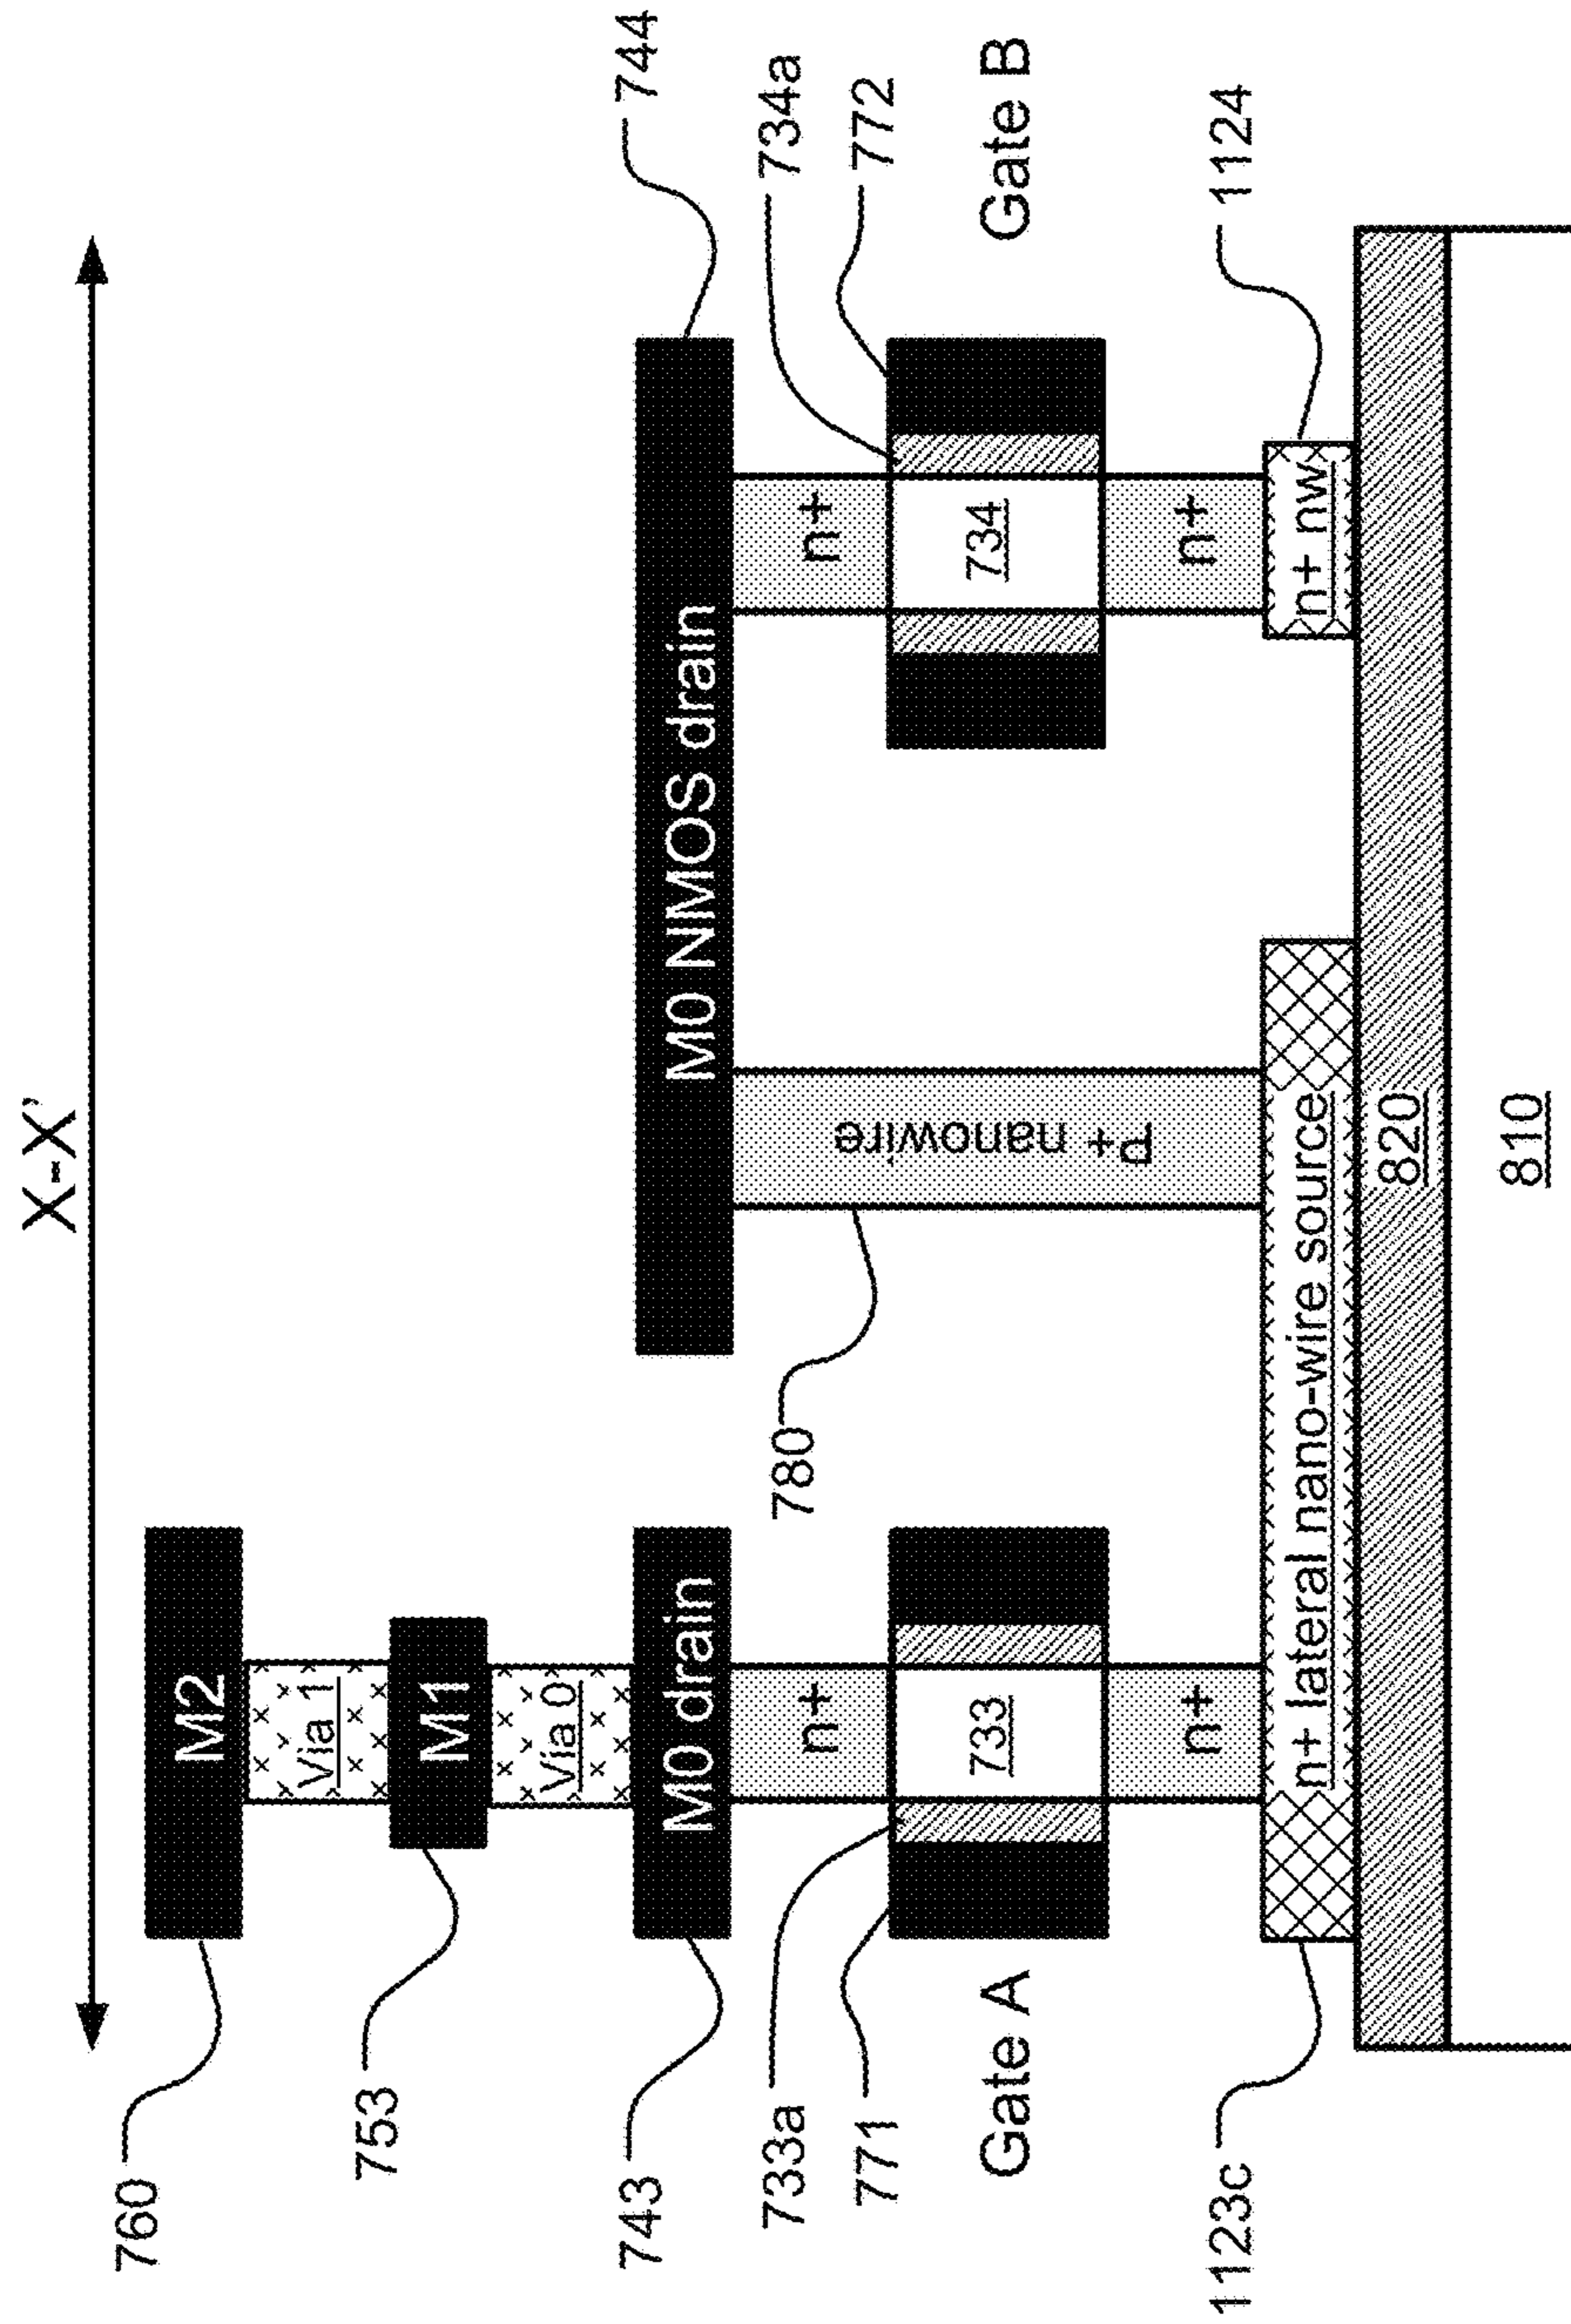 X-X'
760
M2
Via 1
753
M1
Via 0
743
M0 drain
M0 NMOS drain
744
733a
n+
780
n+
734a
771
772
Gate A
733
P+ nanowire
734
Gate B
n+
n+
1123c
n+ lateral nano-wire source
n+ nw
1124
820
810